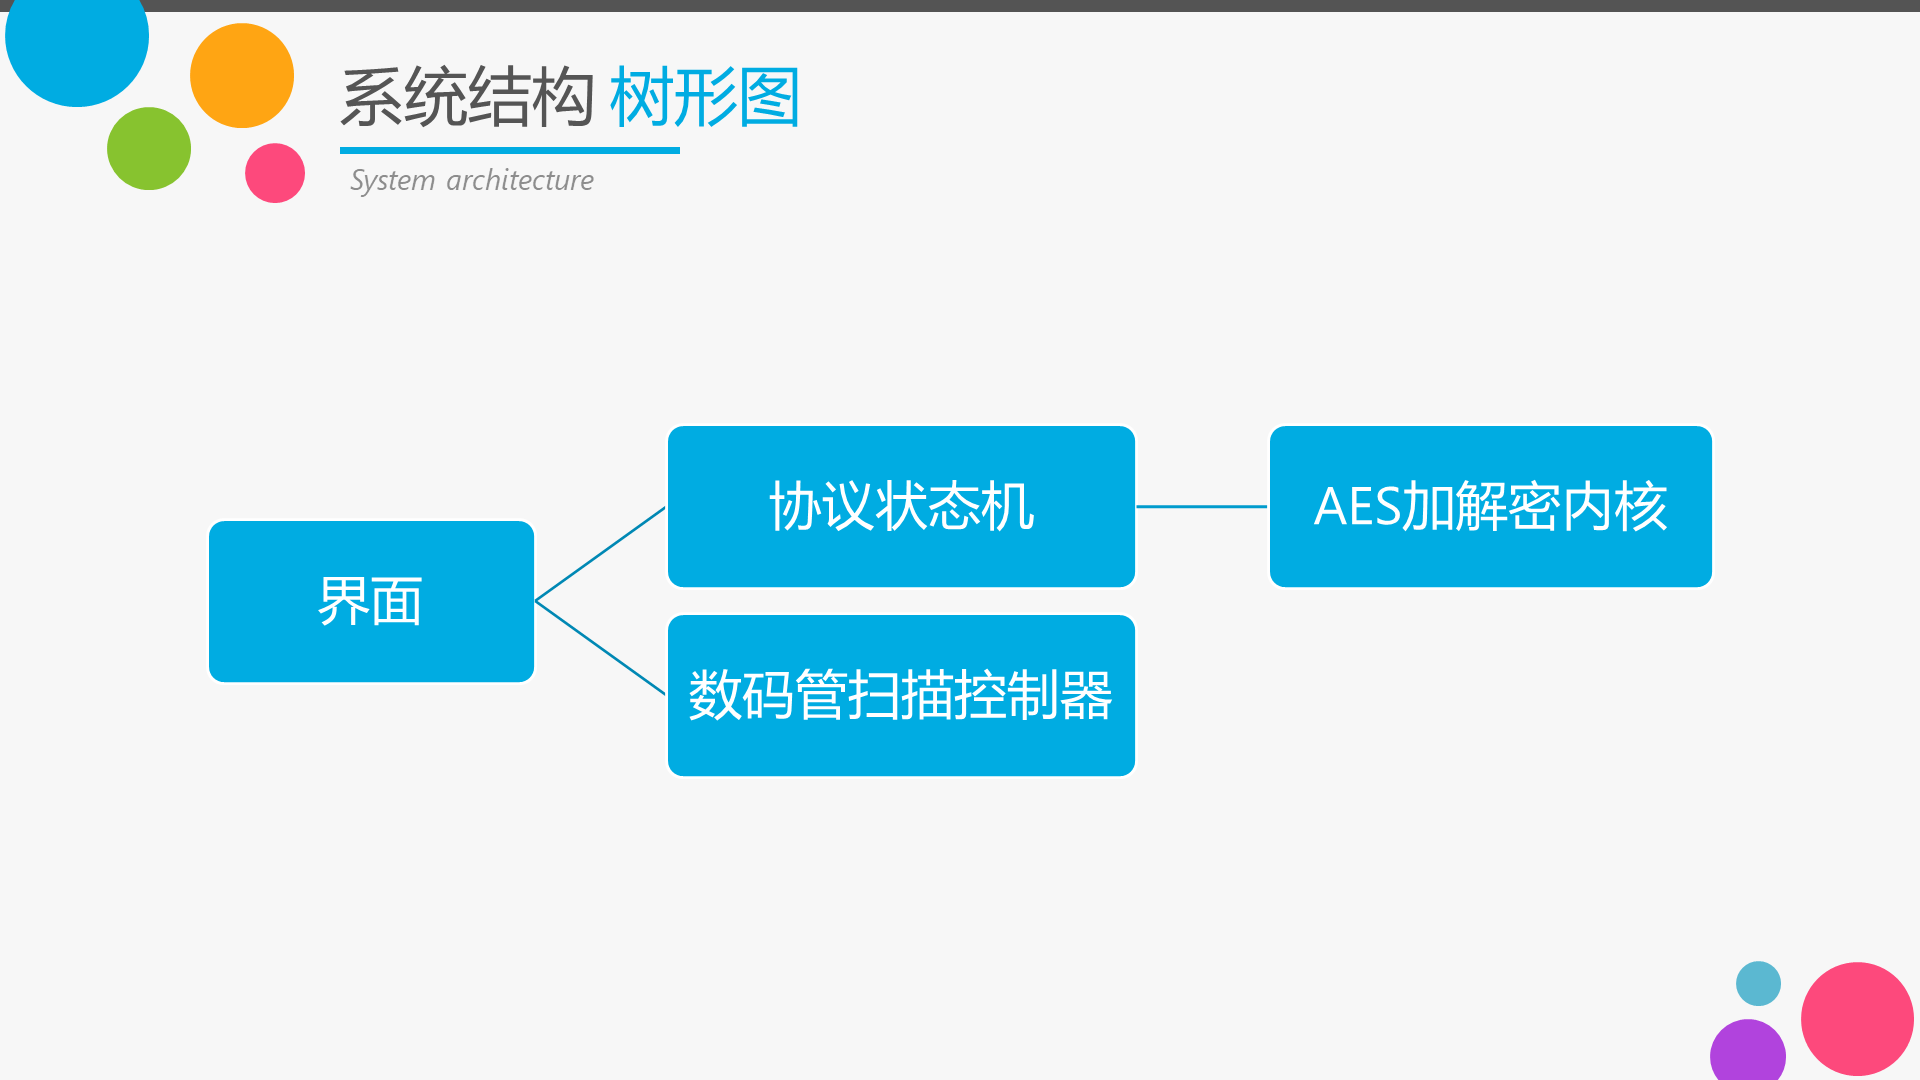 系统结构 树形图
System architecture
界面
协议状态机
AES加解密内核
数码管扫描控制器